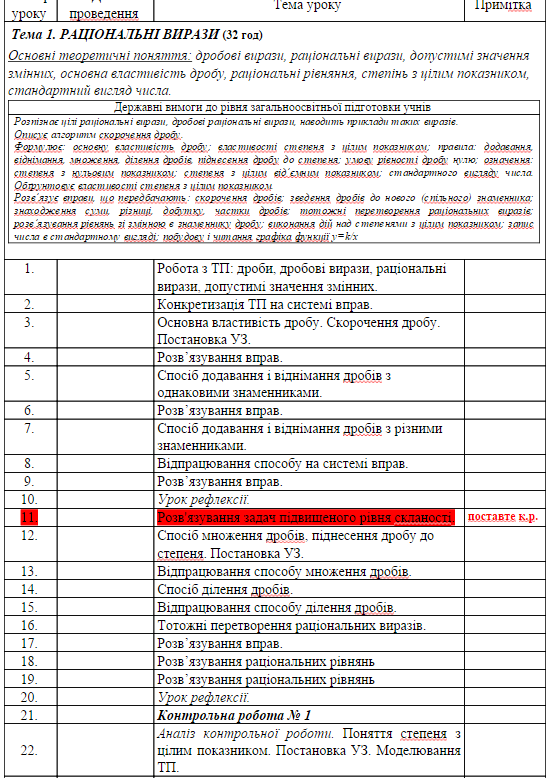 уроку проведення Тема уроку Примітка
Тема 1. РАЦІОНАЛЬНІ ВИРАЗИ (32 год)
Основні теоретичні поняття: дробові вирази, раціональні вирази, допустимі значення
змінних, основна властивість дробу, раціональні рівняння, степінь з цілим показником,
стандартний вигляд числа.
Державні вимоги до рівня загальноосвітньої підготовки учнів
Розпізнає цілі раціональні вирази, дробові раціональні вирази, наводить приклади таких виразів.
Описує алгоритм скорочення дробу.
Формулює: основну властивість дробу; властивості степеня з цілим показником; правила: додавання,
віднімання, множення, ділення дробів, піднесення дробу до степеня; умову рівності дробу нулю; означення:
степеня з нульовим показником; степеня з цілим від’ємним показником; стандартного вигляду числа.
Обґрунтовує властивості степеня з цілим показником.
Розв’язує вправи, що передбачають: скорочення дробів; зведення дробів до нового (спільного) знаменника;
знаходження суми, різниці, добутку, частки дробів; тотожні перетворення раціональних виразів;
розв’язування рівнянь зі змінною в знаменнику дробу; виконання дій над степенями з цілим показником; запис
числа в стандартному вигляді; побудову і читання графіка функції y=k/x
1. Робота з ТП: дроби, дробові вирази, раціональні
вирази, допустимі значення змінних.
2. Конкретизація ТП на системі вправ.
3. Основна властивість дробу. Скорочення дробу.
Постановка УЗ.
4. Розв’язування вправ.
5. Спосіб додавання і віднімання дробів з
однаковими знаменниками.
6. Розв’язування вправ.
7. Спосіб додавання і віднімання дробів з різними
знаменниками.
8. Відпрацювання способу на системі вправ.
9. Розв’язування вправ.
10. Урок рефлексії.
11. Розв'язування задач підвищеного рівня скланості поставте к.р.
12. Спосіб множення дробів, піднесення дробу до
степеня. Постановка УЗ.
13. Відпрацювання способу множення дробів.
14. Спосіб ділення дробів.
15. Відпрацювання способу ділення дробів.
16. Тотожні перетворення раціональних виразів.
17. Розв’язування вправ.
18. Розв’язування раціональних рівнянь
19. Розв’язування раціональних рівнянь
20. Урок рефлексії.
21. Контрольна робота № 1
Аналіз контрольної роботи. Поняття степеня з
22. цілим показником. Постановка УЗ. Моделювання
ТП.